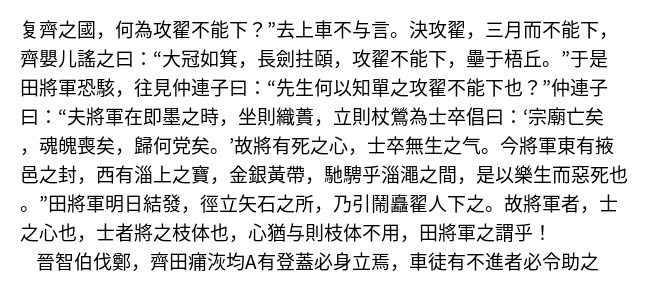 复齊之國，何為攻翟不能下？”去上車不与言。決攻翟，三月而不能下，
齊嬰儿謠之曰：“大冠如箕，長劍拄頤，攻翟不能下，壘于梧丘。”于是
田將軍恐駭，往見仲連子曰：“先生何以知單之攻翟不能下也？”仲連子
曰：“夫將軍在即墨之時，坐則織蕢，立則杖鶯為士卒倡曰：‘宗廟亡矣
，魂魄喪矣，歸何党矣。’故將有死之心，士卒無生之气。今將軍東有掖
邑之封，西有淄上之寶，金銀黃帶，馳騁乎淄澠之間，是以樂生而惡死也
。”田將軍明日結發，徑立矢石之所，乃引鬧矗翟人下之。故將軍者，士
之心也，士者將之枝体也，心猶与則枝体不用，田將軍之謂乎！
晉智伯伐鄭，齊田痡洃均A有登蓋必身立焉，車徒有不進者必令助之